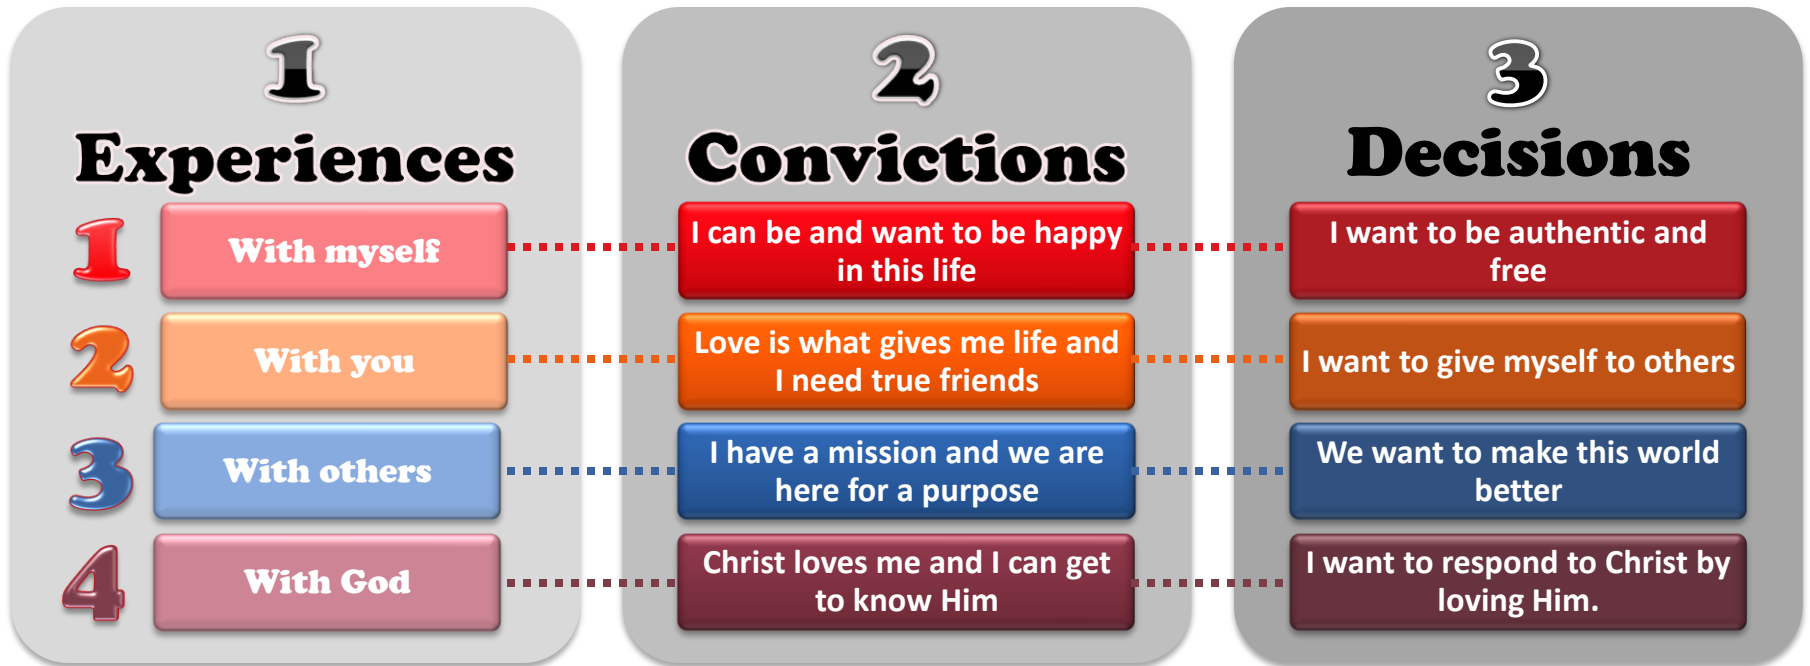 1
Experiences
1
With myself
2
With you
3
With others
4
With God
2
Convictions
I can be and want to be happy
in this life
Love is what gives me life and
I need true friends
I have a mission and we are
here for a purpose
Christ loves me and I can get
to know Him
3
Decisions
I want to be authentic and
free
I want to give myself to others
We want to make this world
better
I want to respond to Christ by
loving Him.